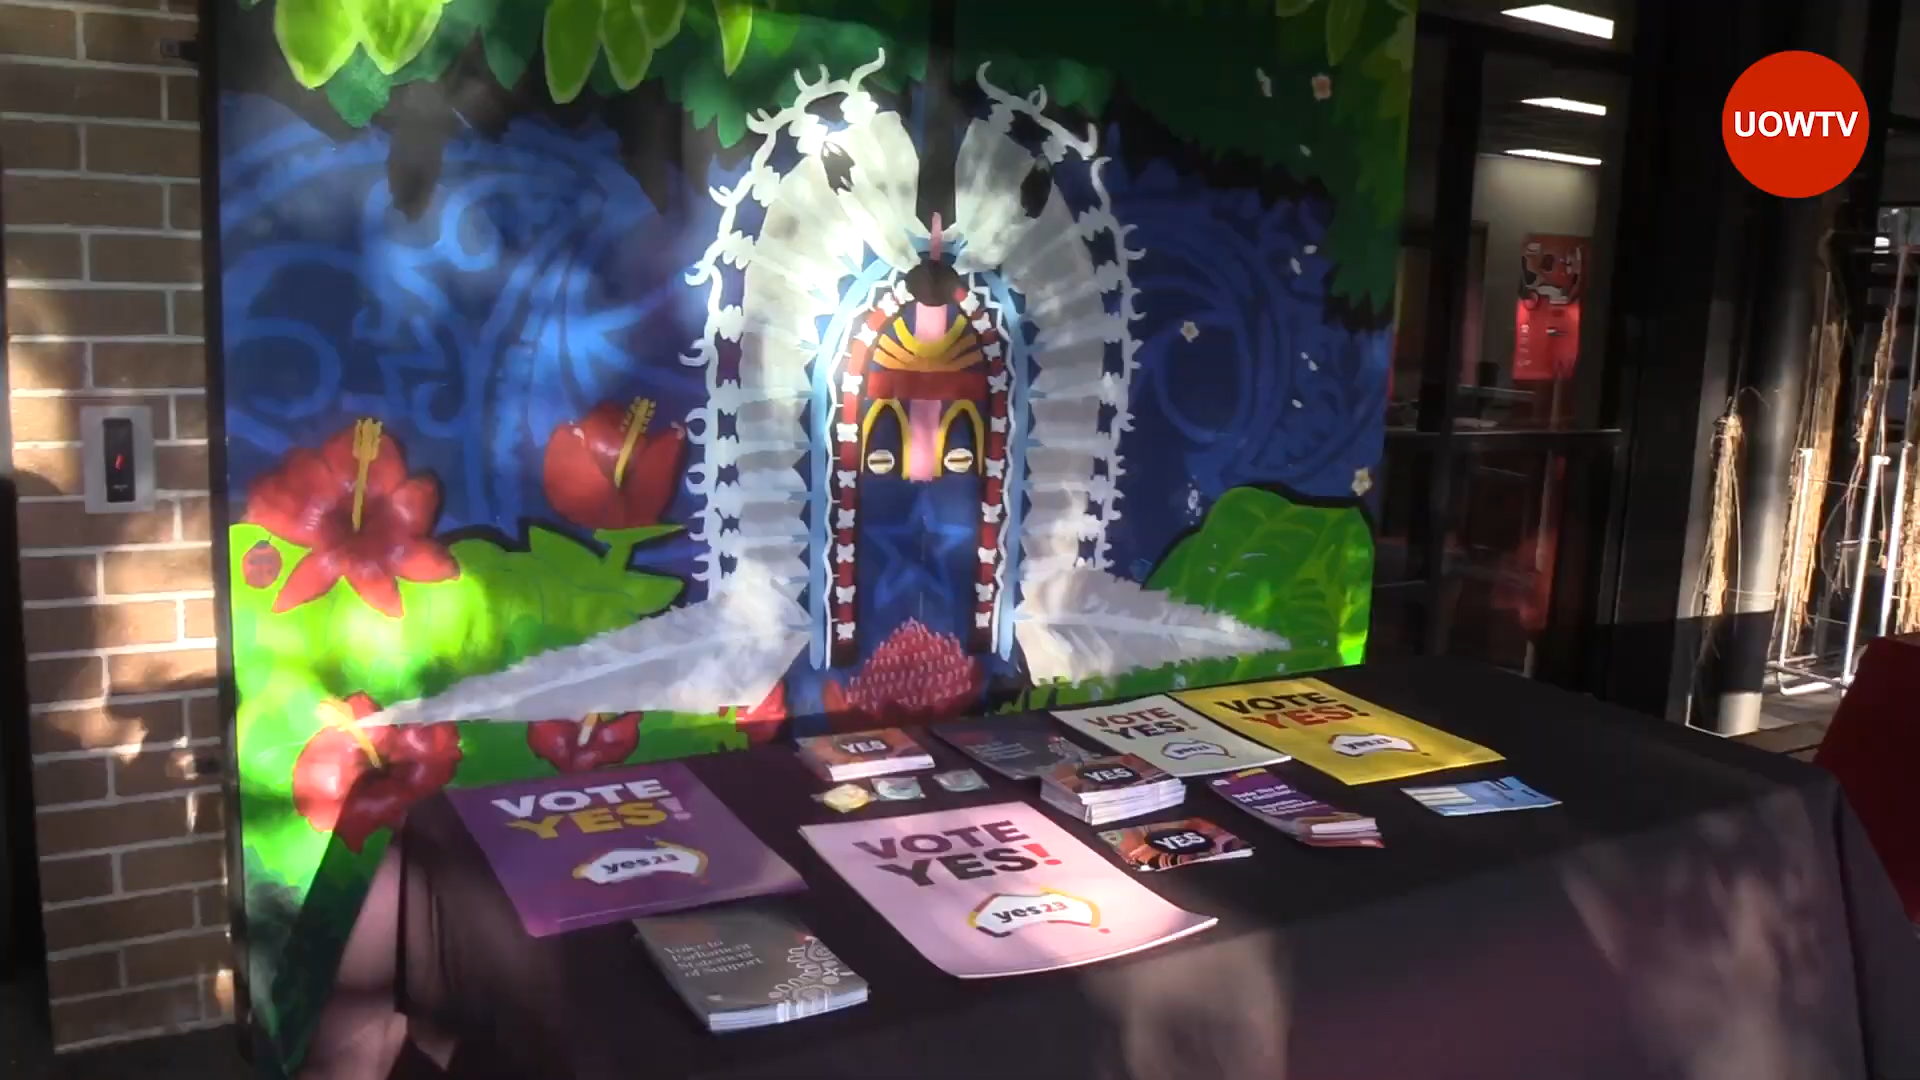 UOWTV
VOTE
YES!
yes23
YES
VOTE
YES!
yes23
VOTE
YES!
yes23
YES
VOTE
YES!
yes23
YES
Voice to
Parliament
Statement
of Support